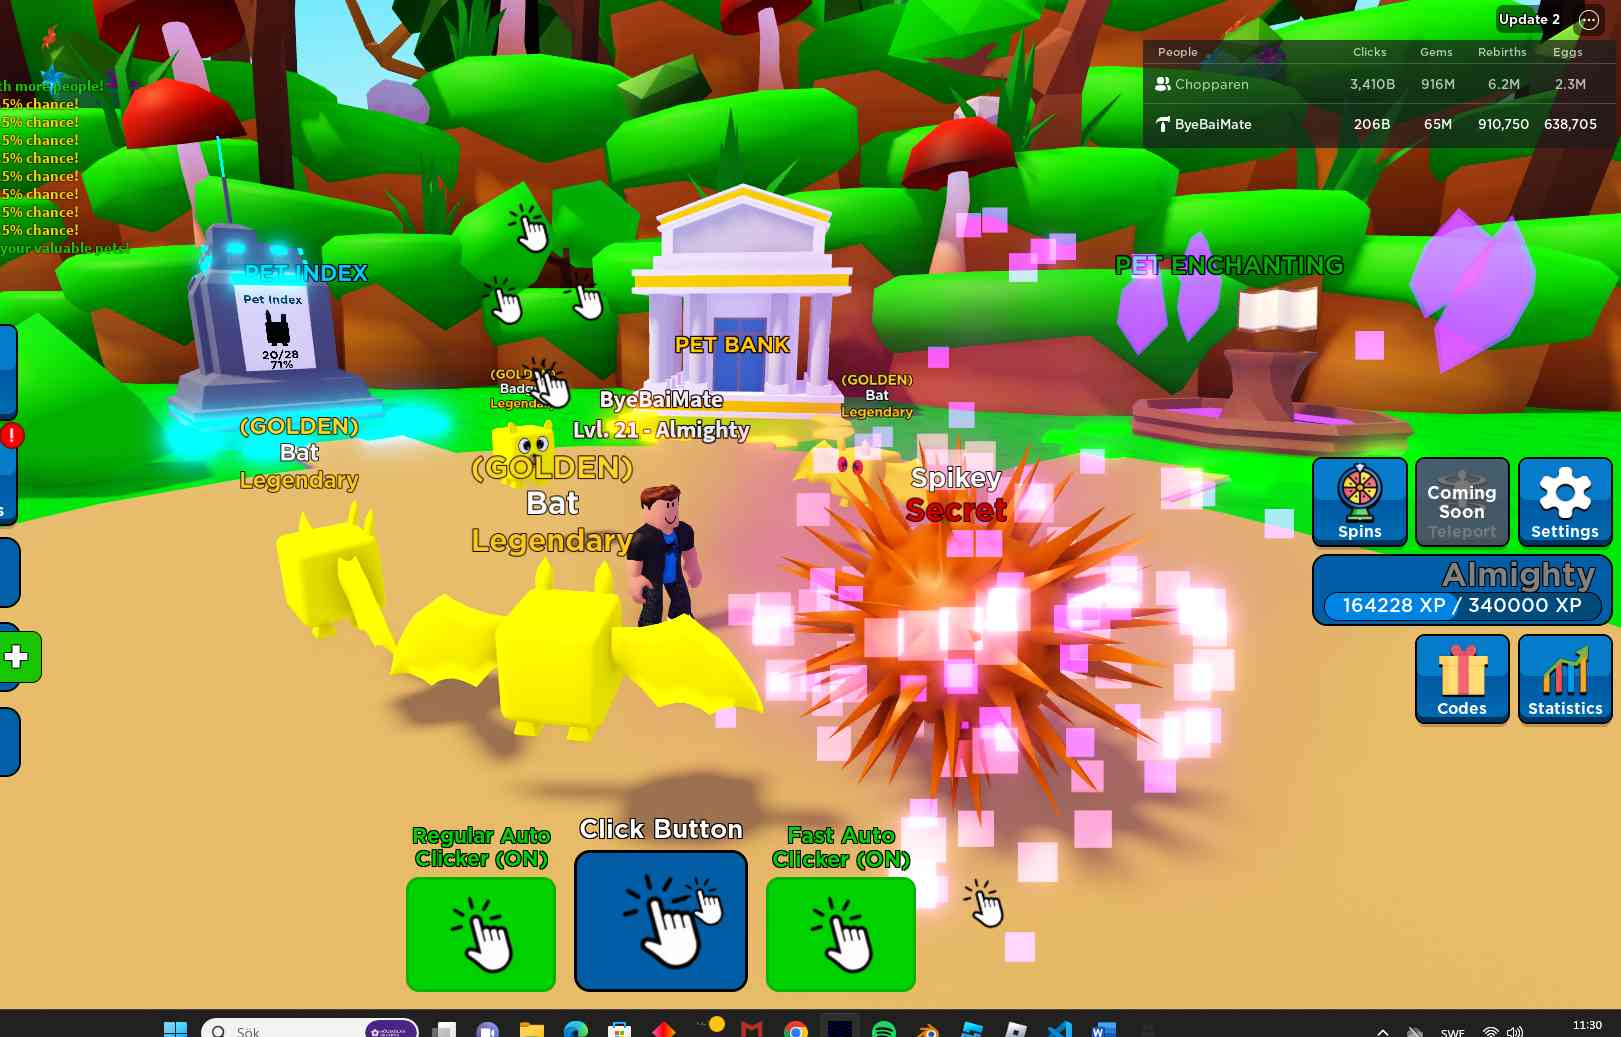 Update 2
People Clicks Gems Rebirths Eggs
Chopparen 3,410B 916M 6.2M 2.3M
ByeBaiMate 206B 65M 910,750 638,705
th more people!
5% chance!
5% chance!
5% chance!
5% chance!
5% chance!
5% chance!
5% chance!
5% chance!
your valuable pets!
PET INDEX
Pet Index
20/28
71%
PET BANK
PET ENCHANTING
(GOLDEN)
Bat
Legendary
Legendary
ByeBaiMate
Lvl. 21 - Almighty
(GOLDEN)
Bat
Legendary
(GOLDEN)
Bat
Legendary
Spikey
Secret
Spins
Coming
Soon
Teleport
Settings
Almighty
164228 XP / 340000 XP
Codes
Statistics
s
Regular Auto
Clicker (ON)
Click Button
Fast Auto
Clicker (ON)
Sök
SWE
11:30